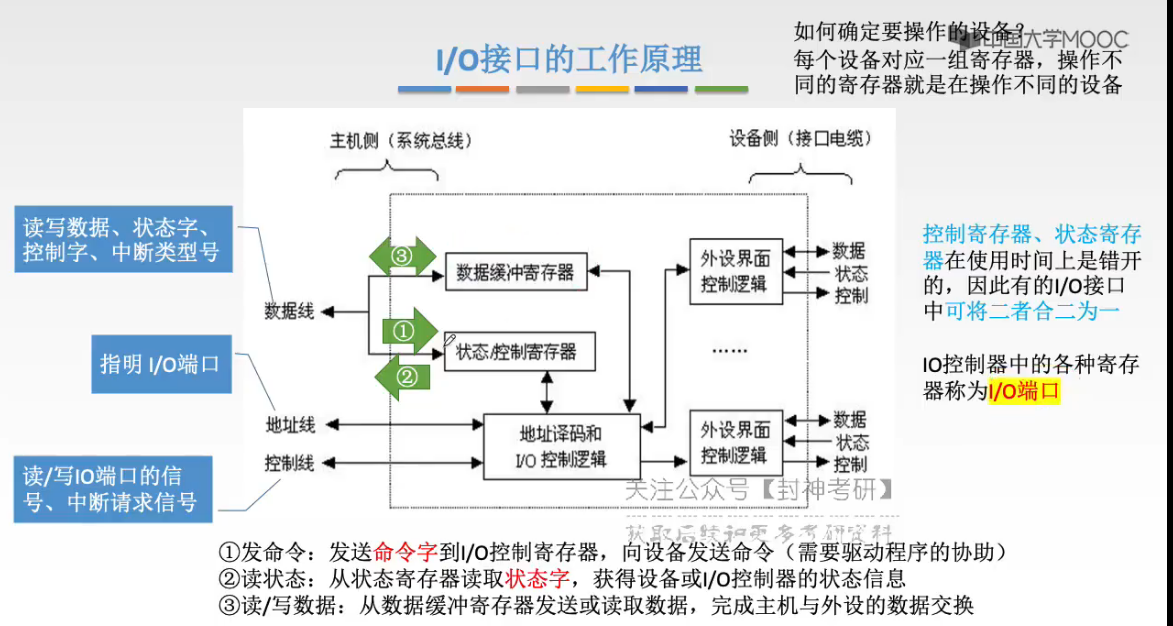 如何确定要操作的设备?
中国大学MOOC
每个设备对应一组寄存器，操作不
同的寄存器就是在操作不同的设备
I/O接口的工作原理
主机侧（系统总线）
设备侧（接口电缆）
读写数据、状态字、
控制字、中断类型号
指明 I/O端口
读/写IO端口的信
号、中断请求信号
数据线
地址线
控制线
③
数据缓冲寄存器
①
状态/控制寄存器
②
地址译码和
I/O 控制逻辑
外设界面
控制逻辑
数据
状态
控制
……
外设界面
控制逻辑
数据
状态
控制
控制寄存器、状态寄存
器在使用时间上是错开
的，因此有的I/O接口
中可将二者合二为一
IO控制器中的各种寄存
器称为I/O端口
关注公众号【封神考研】
获取后续和更多考研资料
①发命令：发送命令字到I/O控制寄存器，向设备发送命令（需要驱动程序的协助）
②读状态：从状态寄存器读取状态字，获得设备或I/O控制器的状态信息
③读/写数据：从数据缓冲寄存器发送或读取数据，完成主机与外设的数据交换